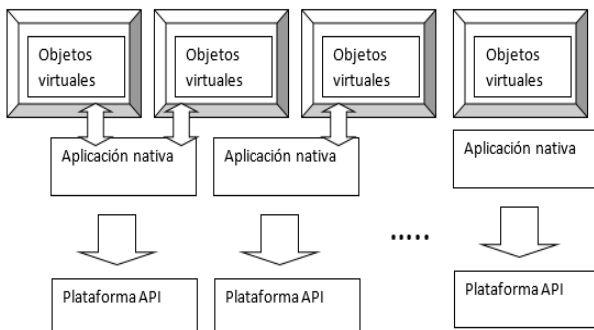 Objetos
virtuales
Objetos
virtuales
Objetos
virtuales
Objetos
virtuales
Aplicación nativa
Aplicación nativa
Aplicación nativa
.....
Plataforma API
Plataforma API
Plataforma API